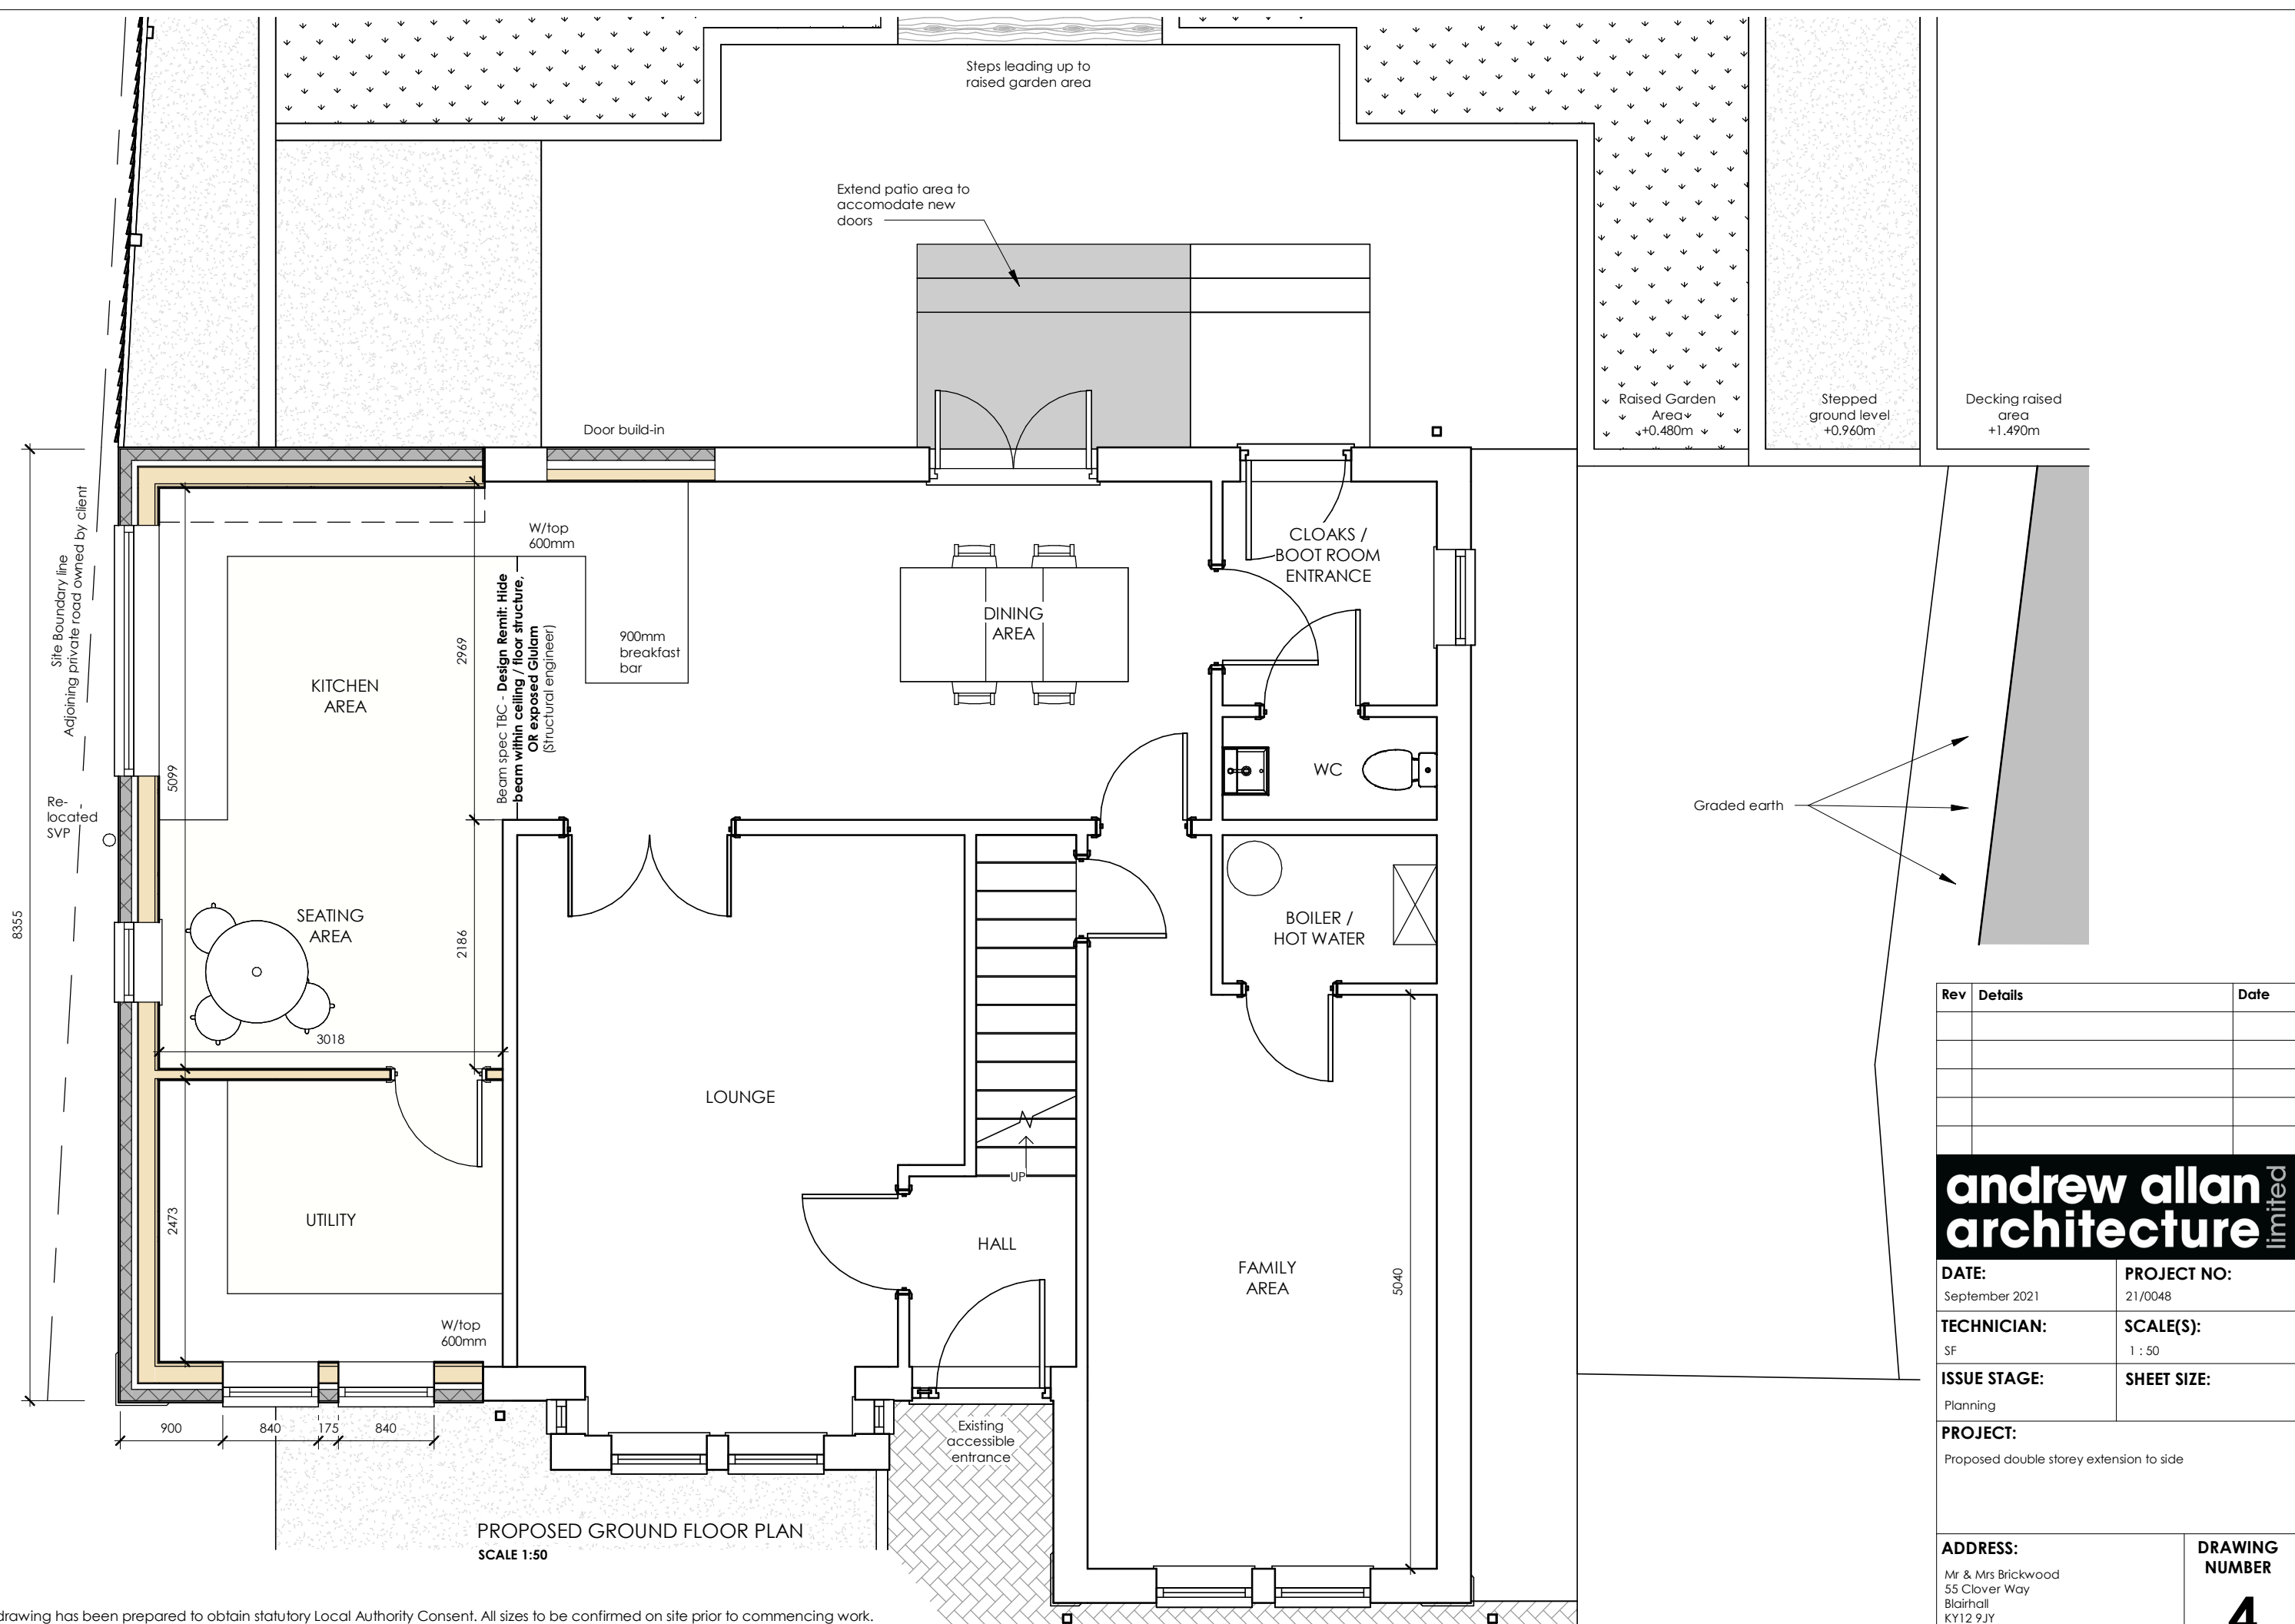 Steps leading up to
raised garden area
Extend patio area to
accomodate new
doors
Raised Garden
Area
+0.480m
Stepped
ground level
+0.960m
Decking raised
area
+1.490m
Door build-in
Site Boundary line
Adjoining private road owned by client
W/top
600mm
CLOAKS /
BOOT ROOM
ENTRANCE
Beam spec TBC - Design Remit: Hide
beam within ceiling / floor structure,
OR exposed Glulam
(Structural engineer)
2969
900mm
breakfast
bar
DINING
AREA
KITCHEN
AREA
5099
WC
Re-
located
SVP
Graded earth
8355
SEATING
AREA
2186
BOILER /
HOT WATER
3018
LOUNGE
UP
2473
UTILITY
HALL
FAMILY
AREA
5040
W/top
600mm
900
840
175
840
Existing
accessible
entrance
PROPOSED GROUND FLOOR PLAN
SCALE 1:50
drawing has been prepared to obtain statutory Local Authority Consent. All sizes to be confirmed on site prior to commencing work.
Rev Details Date
andrew allan
architecture
limited
DATE:
September 2021
PROJECT NO:
21/0048
TECHNICIAN:
SF
SCALE(S):
1 : 50
ISSUE STAGE:
Planning
SHEET SIZE:
PROJECT:
Proposed double storey extension to side
ADDRESS:
Mr & Mrs Brickwood
55 Clover Way
Blairhall
KY12 9JY
DRAWING
NUMBER
4